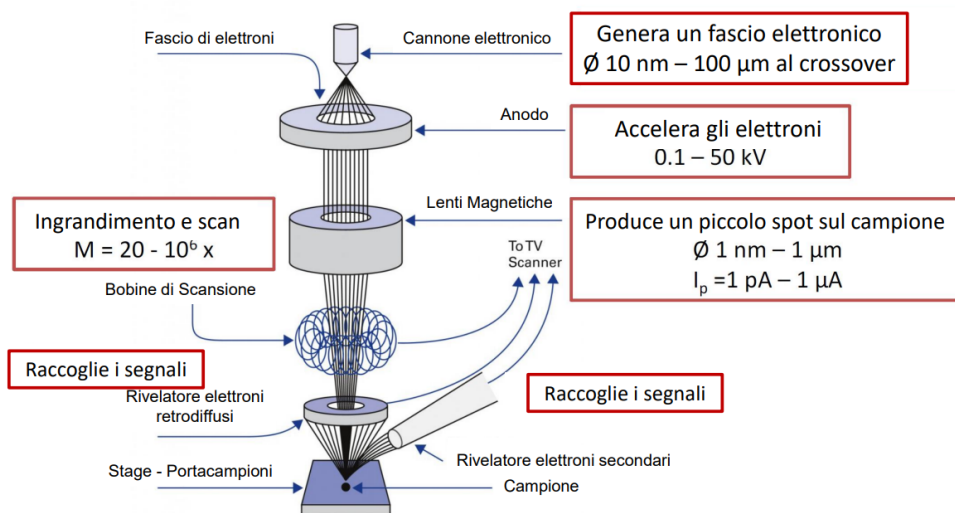 Fascio di elettroni
Cannone elettronico
Genera un fascio elettronico
Ø 10 nm – 100 µm al crossover
Anodo
Accelera gli elettroni
0.1 – 50 kV
Ingrandimento e scan
M = 20 - 10⁶ x
Lenti Magnetiche
Produce un piccolo spot sul campione
Ø 1 nm – 1 µm
Iₚ =1 pA – 1 µA
To TV
Scanner
Bobine di Scansione
Raccoglie i segnali
Rivelatore elettroni
retrodiffusi
Raccoglie i segnali
Rivelatore elettroni secondari
Stage - Portacampioni
Campione